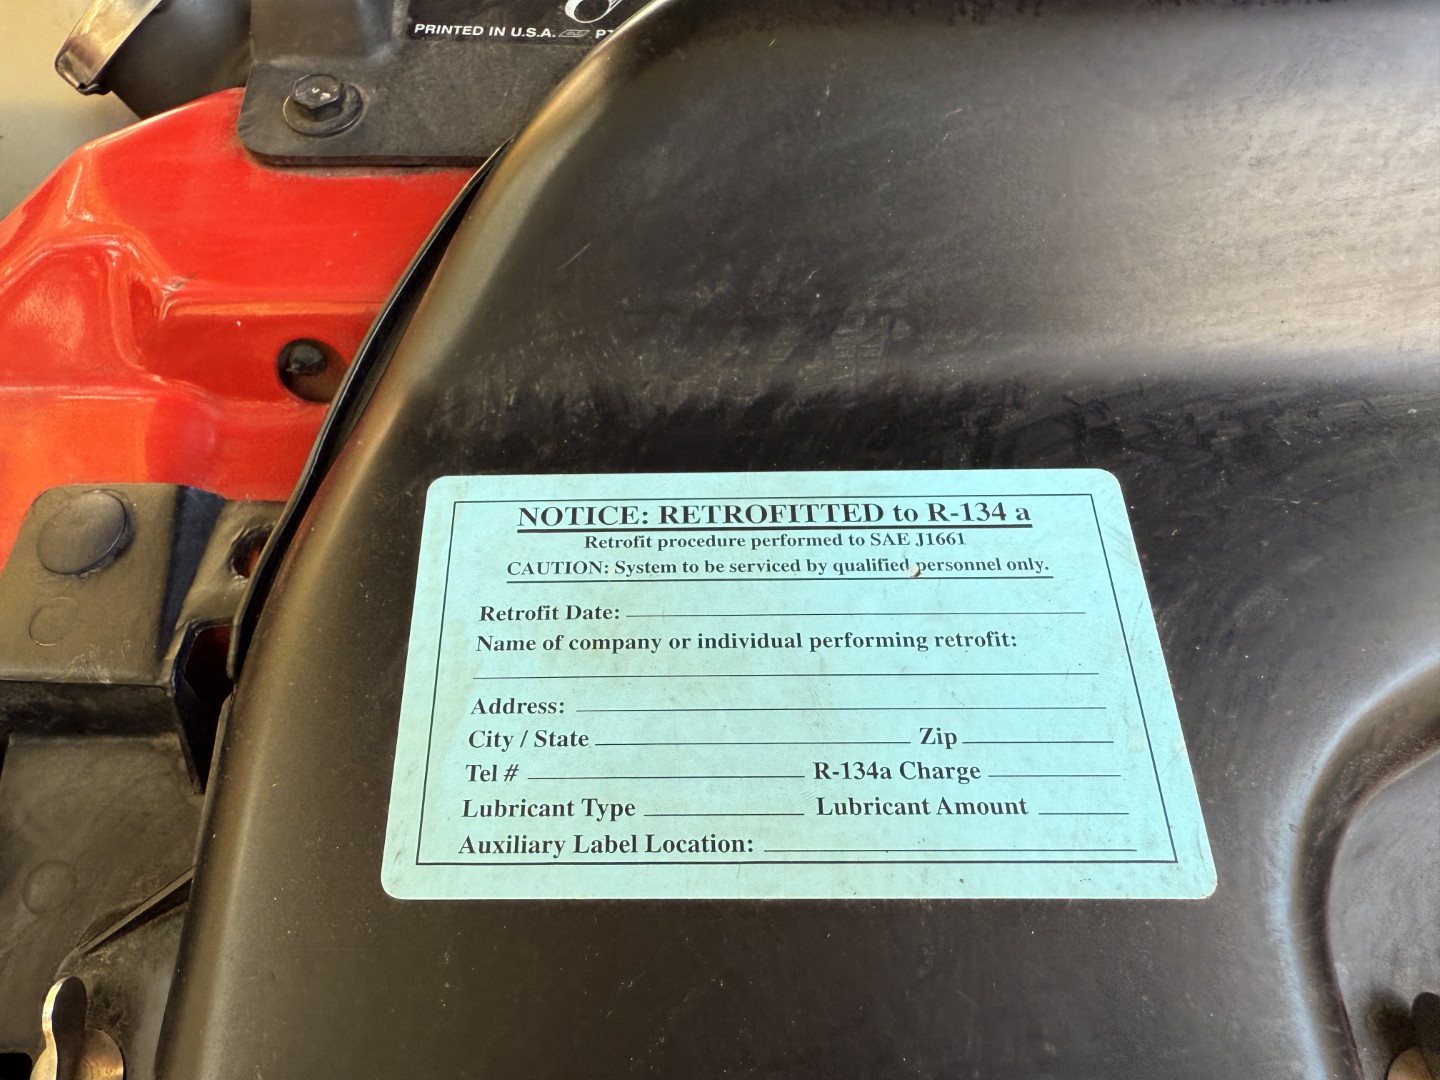 PRINTED IN U.S.A.
NOTICE: RETROFITTED to R-134 a
Retrofit procedure performed to SAE J1661
CAUTION: System to be serviced by qualified personnel only.
Retrofit Date:
Name of company or individual performing retrofit:
Address:
City / State Zip
Tel # R-134a Charge
Lubricant Type Lubricant Amount
Auxiliary Label Location: